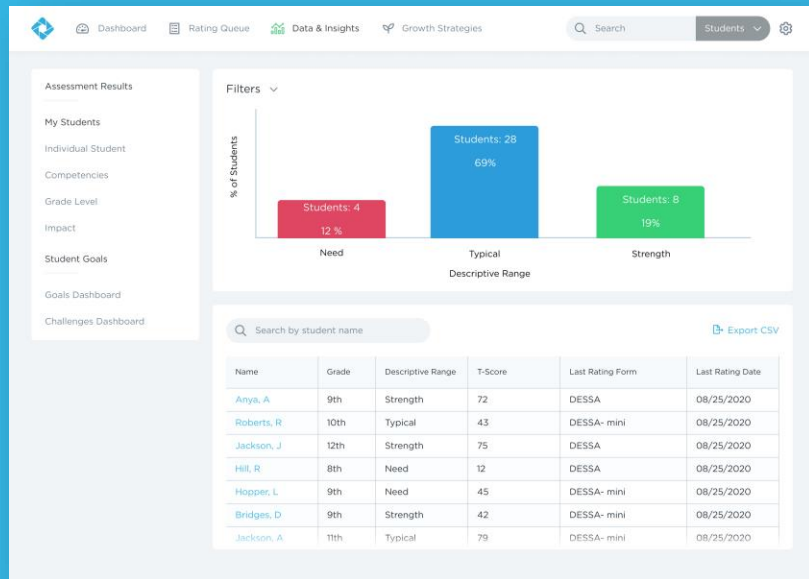 Dashboard Rating Queue Data & Insights Growth Strategies Search Students
Assessment Results
My Students
Individual Student
Competencies
Grade Level
Impact
Student Goals
Goals Dashboard
Challenges Dashboard
Filters
% of Students
Students: 4
12 %
Students: 28
69%
Students: 8
19%
Need Typical Strength
Descriptive Range
Search by student name Export CSV
Name Grade Descriptive Range T-Score Last Rating Form Last Rating Date
Anya, A 9th Strength 72 DESSA 08/25/2020
Roberts, R 10th Typical 43 DESSA- mini 08/25/2020
Jackson, J 12th Strength 75 DESSA 08/25/2020
Hill, R 8th Need 12 DESSA 08/25/2020
Hopper, L 9th Need 45 DESSA- mini 08/25/2020
Bridges, D 9th Strength 42 DESSA- mini 08/25/2020
Jackson, A 11th Typical 79 DESSA- mini 08/25/2020